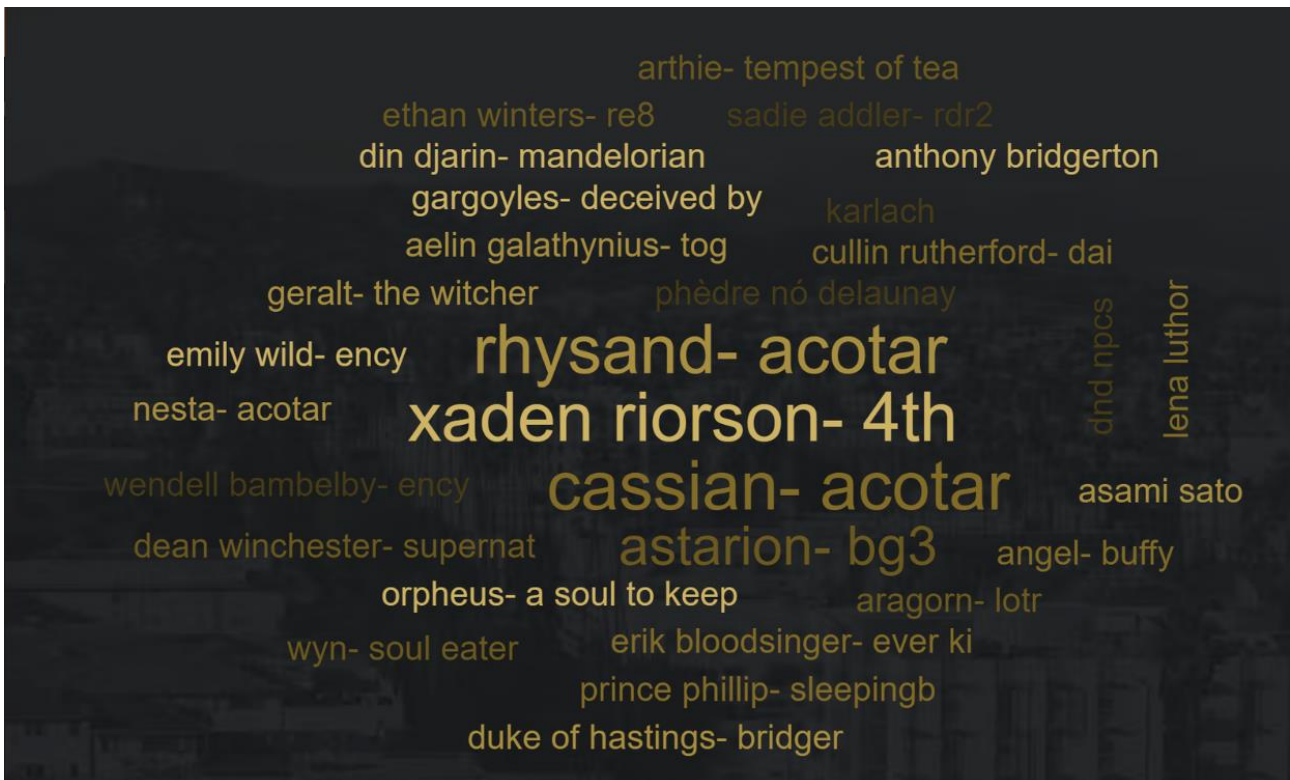 arthie- tempest of tea
ethan winters- re8
sadie addler- rdr2
din djarin- mandelorian
anthony bridgerton
gargoyles- deceived by
karlach
aelin galathynius- tog
cullin rutherford- dai
geralt- the witcher
phèdre nó delaunay
dnd npcs
lena luthor
rhysand- acotar
emily wild- ency
nesta- acotar
xaden riorson- 4th
wendell bambelby- ency
cassian- acotar
asami sato
dean winchester- supernat
astarion- bg3
angel- buffy
orpheus- a soul to keep
aragorn- lotr
wyn- soul eater
erik bloodsinger- ever ki
prince phillip- sleepingb
duke of hastings- bridger